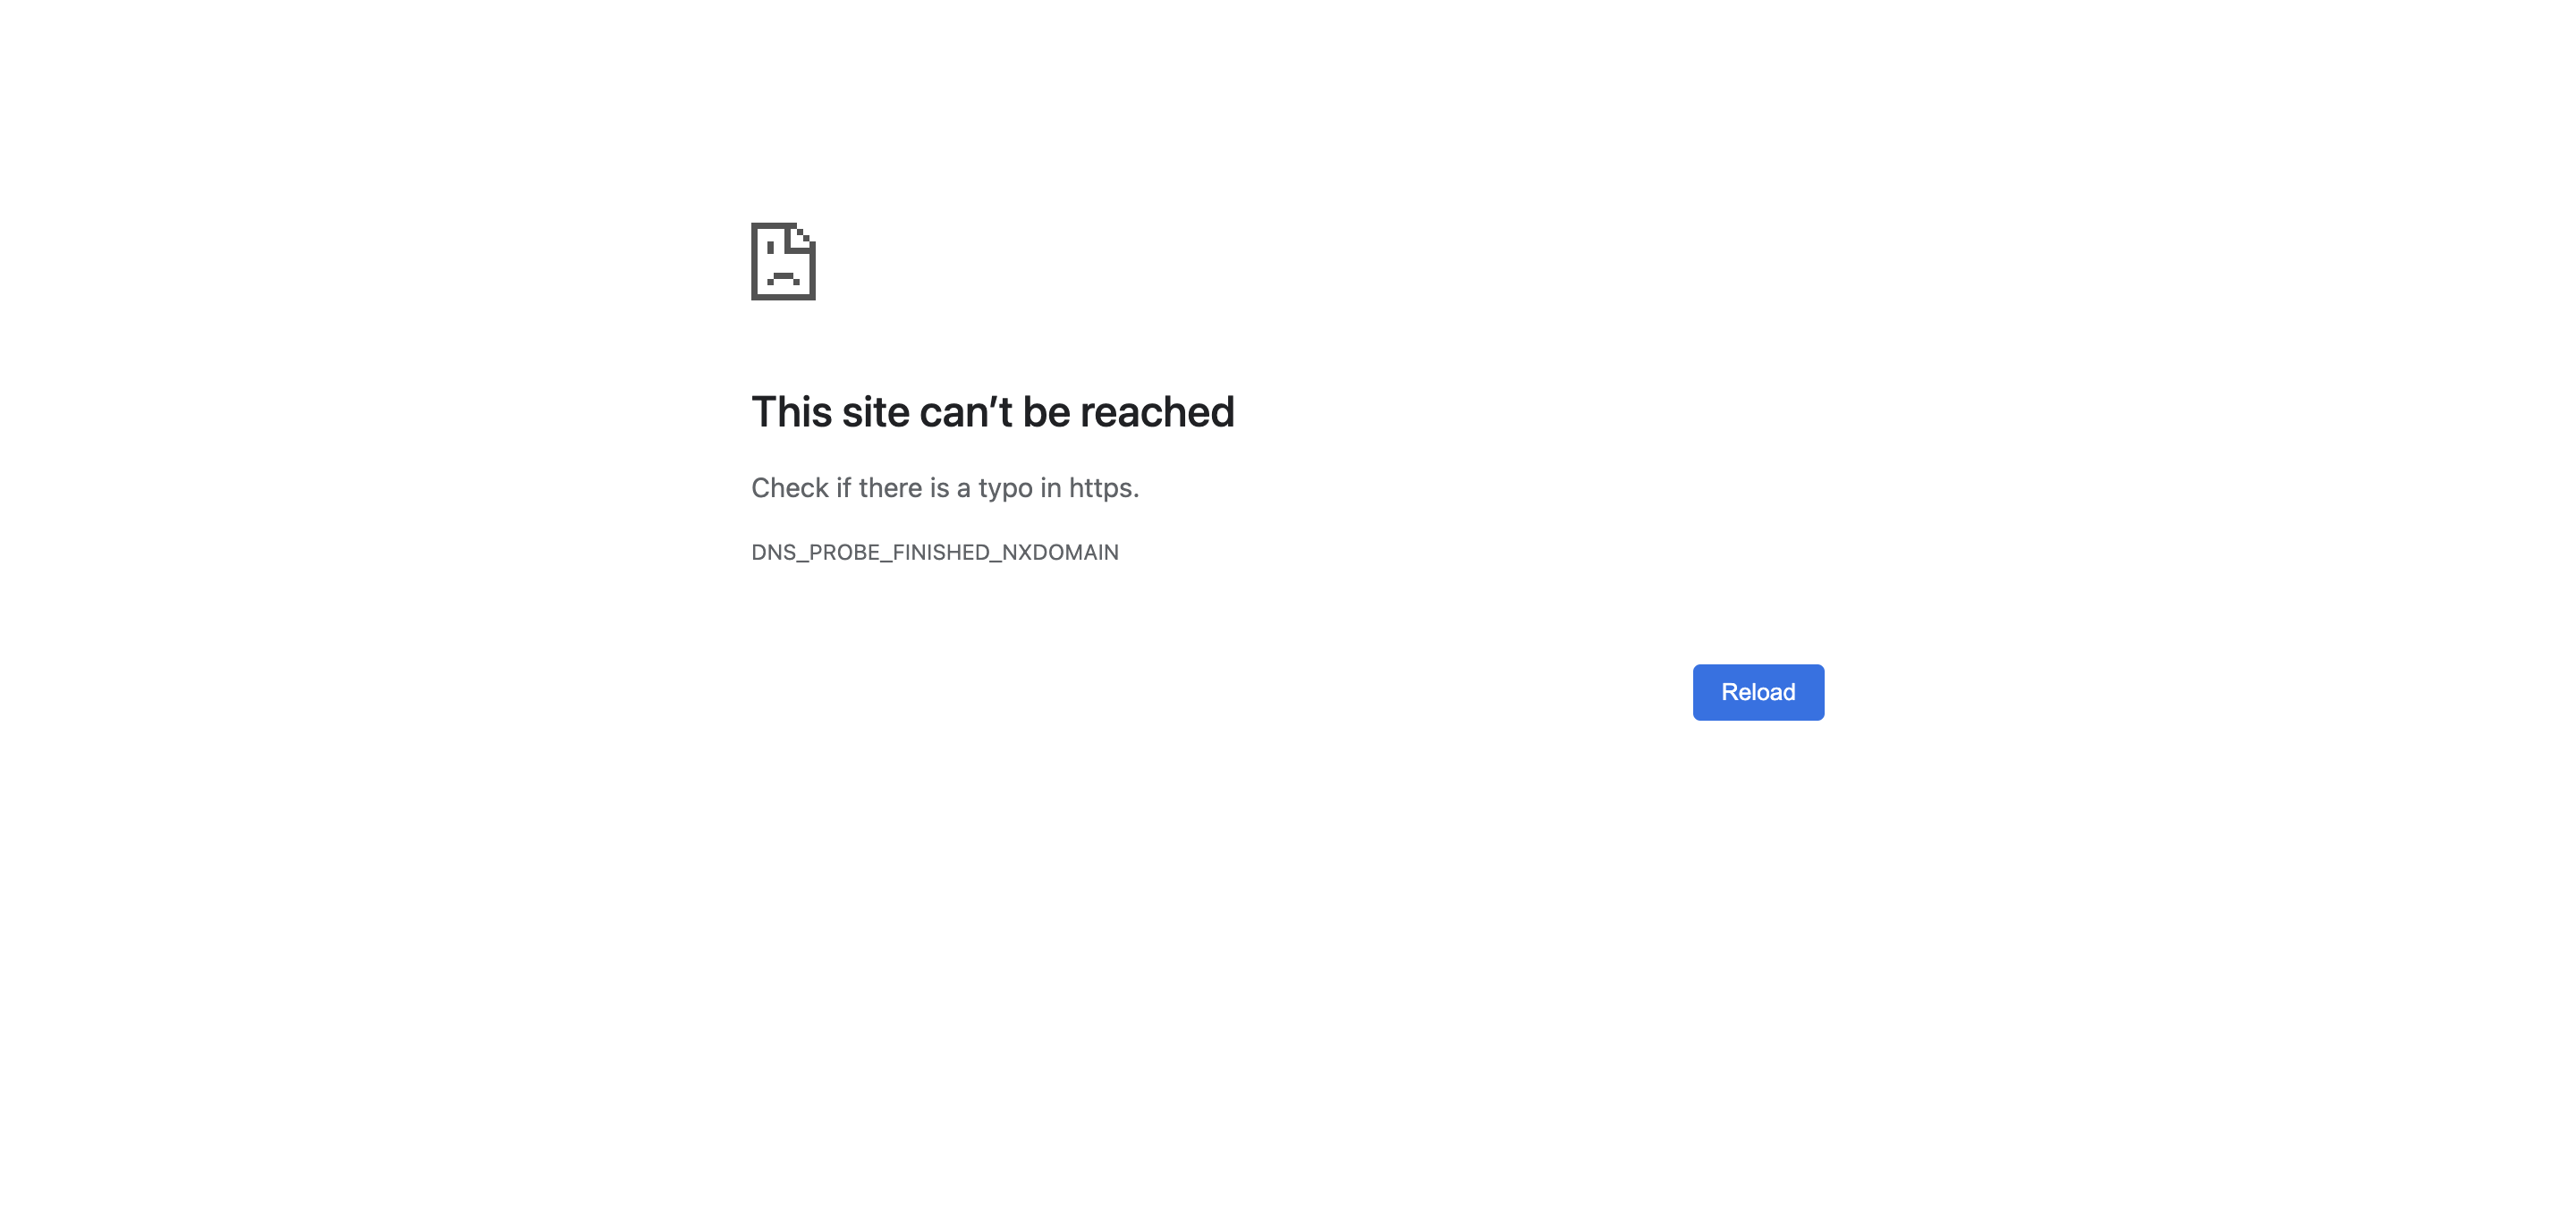 This site can’t be reached
Check if there is a typo in https.
DNS_PROBE_FINISHED_NXDOMAIN
Reload